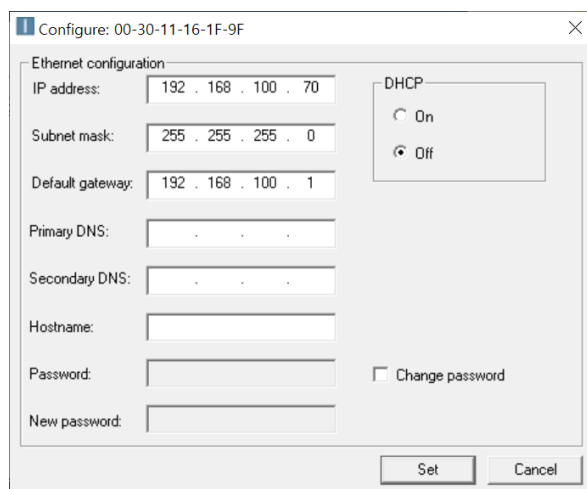 Configure: 00-30-11-16-1F-9F
Ethernet configuration
IP address: 192 . 168 . 100 . 70
DHCP
On
Subnet mask: 255 . 255 . 255 . 0
Off
Default gateway: 192 . 168 . 100 . 1
Primary DNS: . . .
Secondary DNS: . . .
Hostname:
Password:
Change password
New password:
Set
Cancel